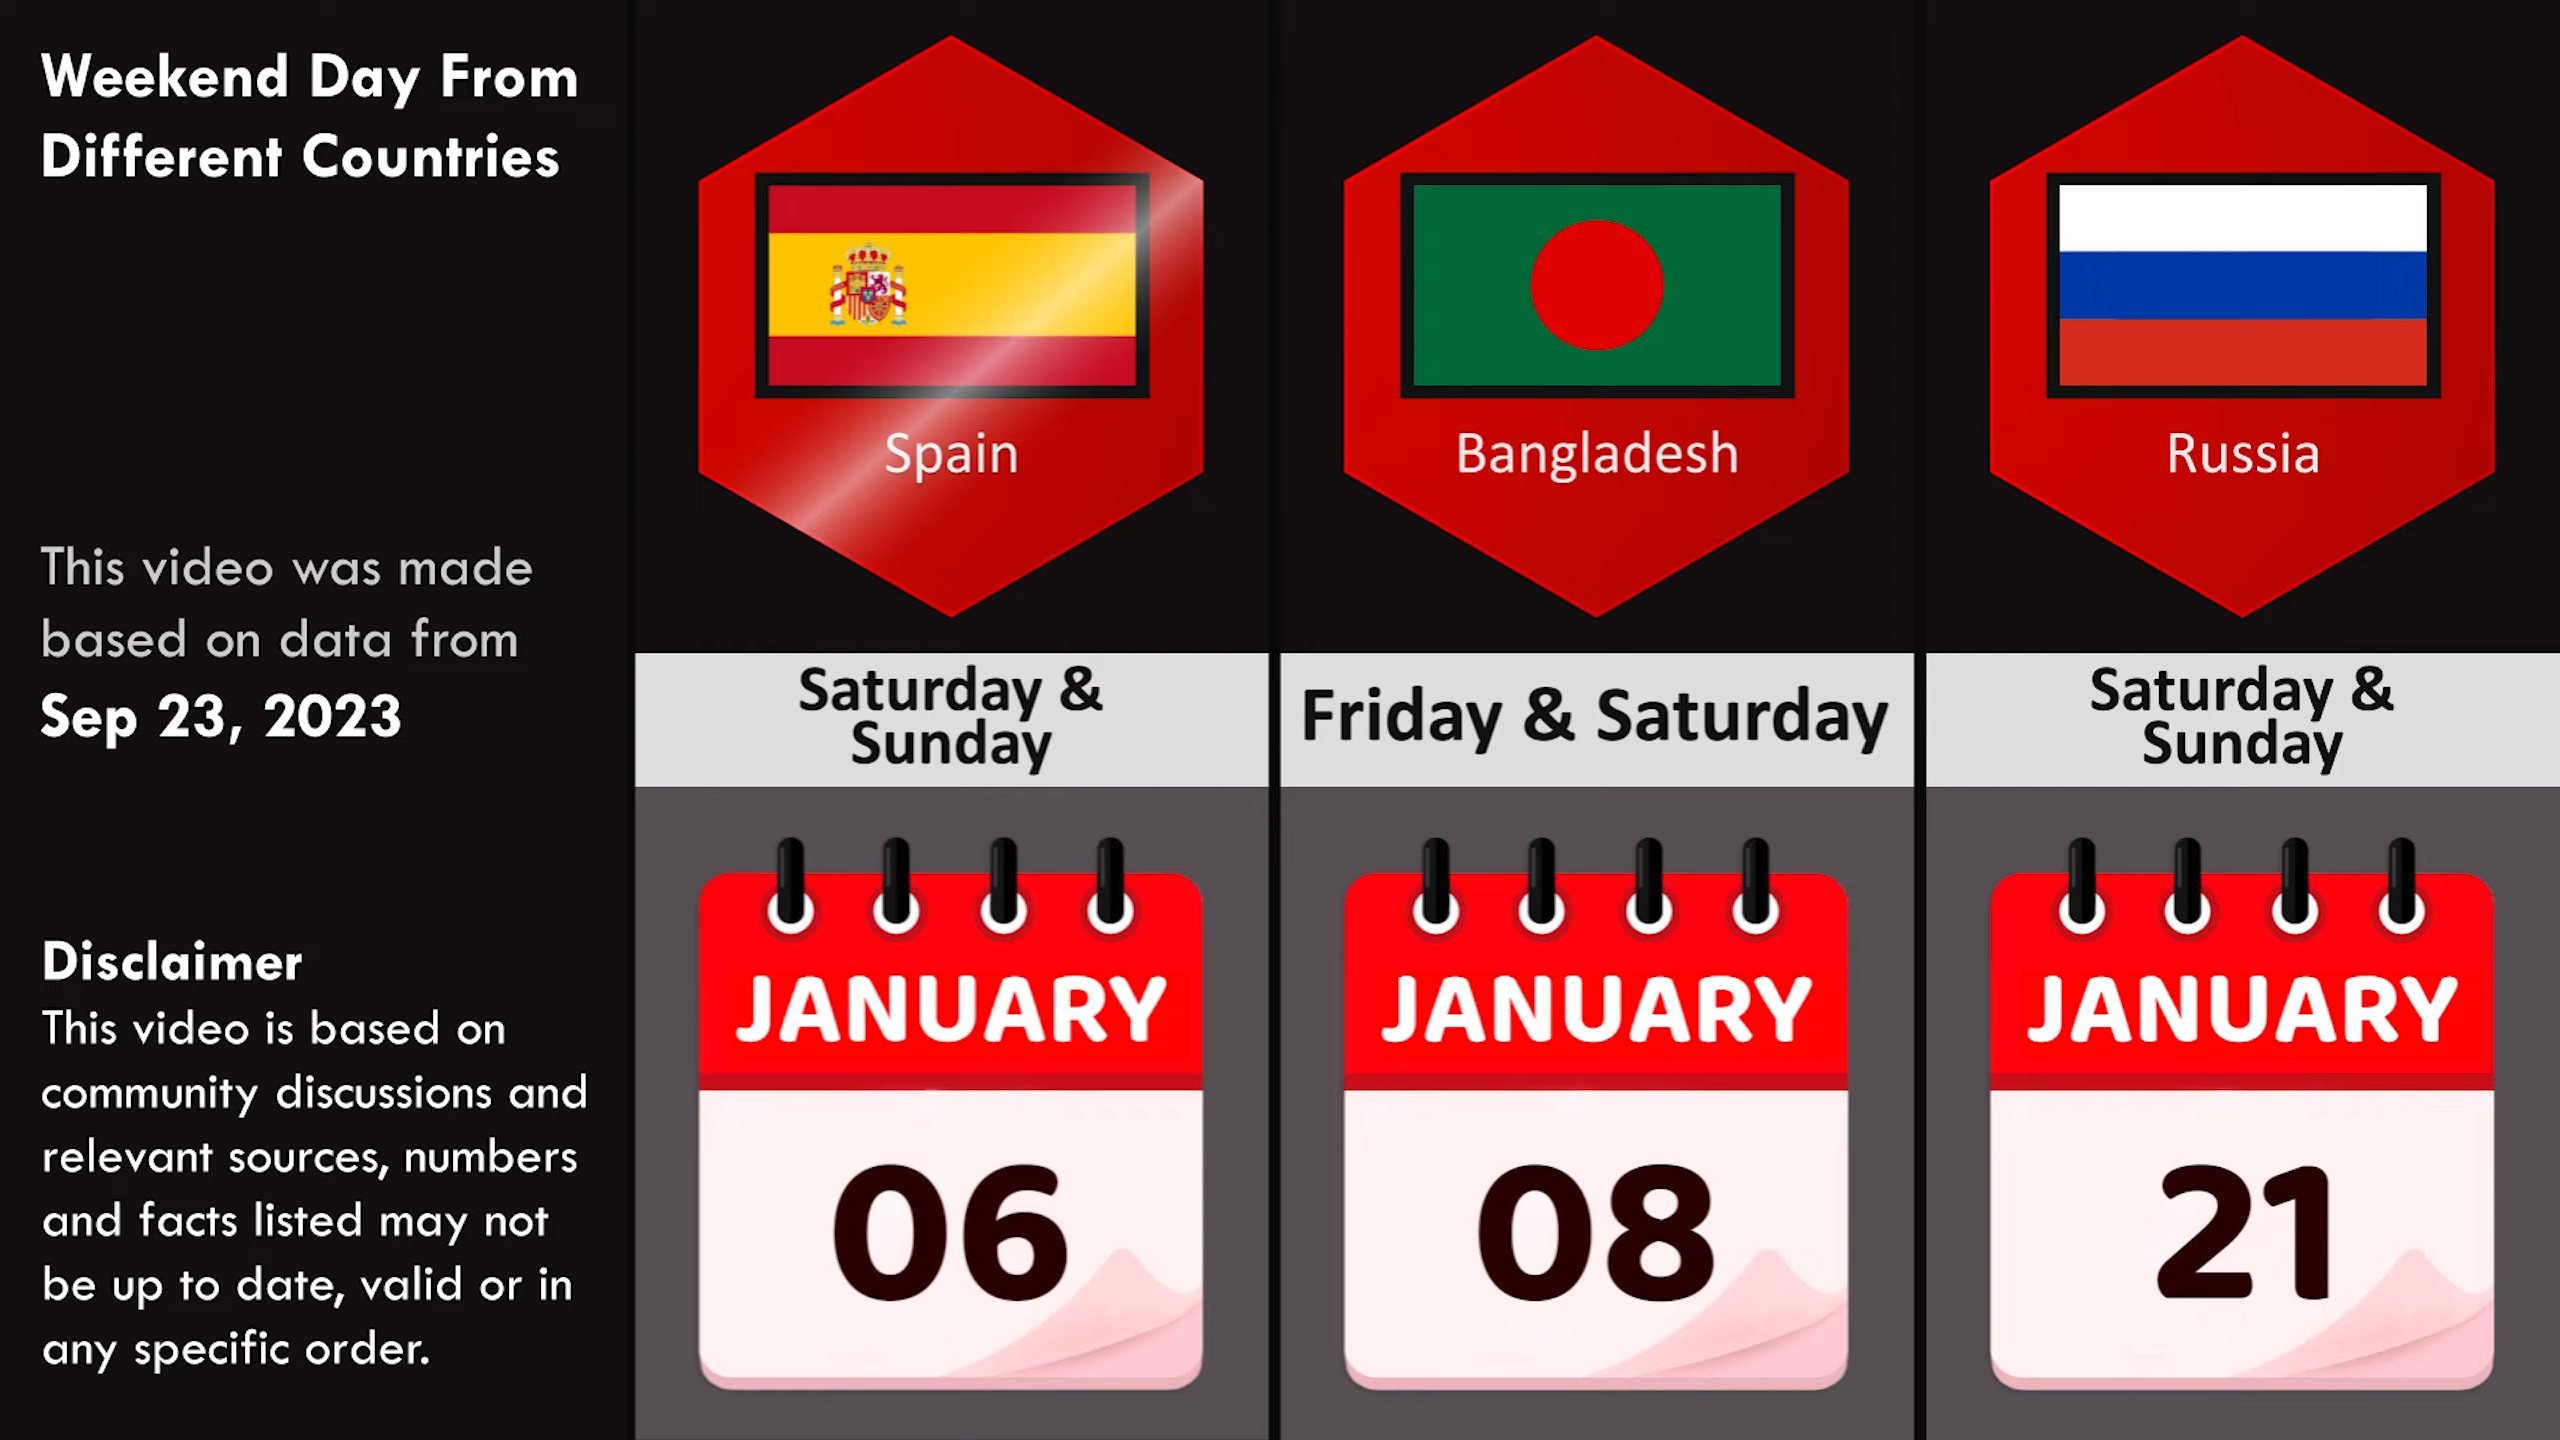 Weekend Day From
Different Countries
This video was made
based on data from
Sep 23, 2023
Disclaimer
This video is based on
community discussions and
relevant sources, numbers
and facts listed may not
be up to date, valid or in
any specific order.
Spain
Saturday &
Sunday
JANUARY
06
Bangladesh
Friday & Saturday
JANUARY
08
Russia
Saturday &
Sunday
JANUARY
21